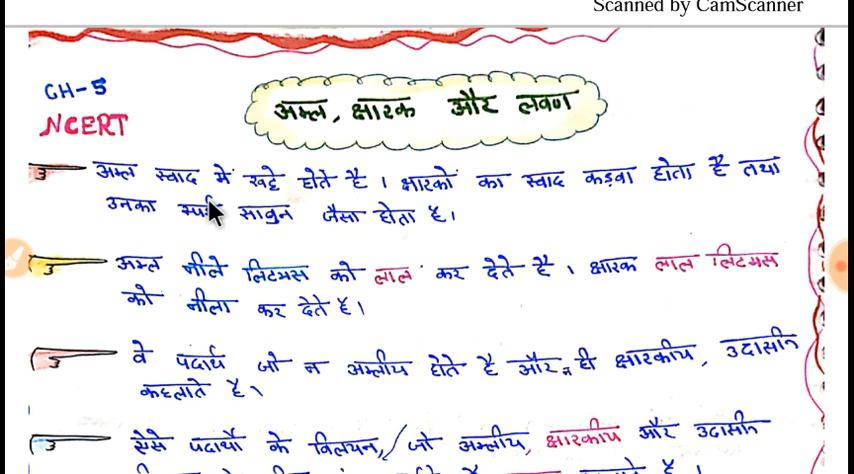 Scanned by CamScanner
CH-5
NCERT
अम्ल, क्षारक और लवण
अम्ल स्वाद में खट्टे होते है । क्षारकों का स्वाद कड़वा होता है तथा
उनका साबुन जैसा होता है।
अम्ल नीले लिटमस को लाल कर देते है । क्षारक लाल लिटमस
को नीला कर देते है।
वे पदार्थ जो न अम्लीय होते है और न ही क्षारकीय, उदासीन
कहलाते है।
ऐसे पदार्थों के विलयन, जो अम्लीय, क्षारकीय और उदासीन